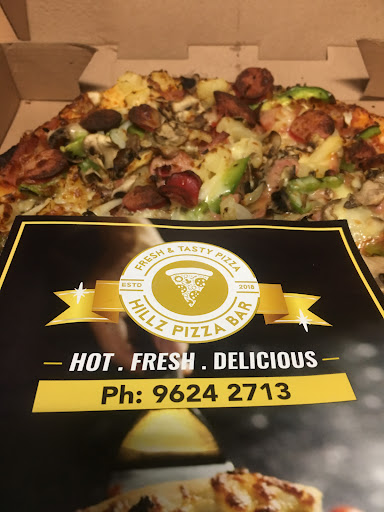 FRESH & TASTY PIZZA
ESTD 2018
HILLZ PIZZA BAR
HOT . FRESH . DELICIOUS
Ph: 9624 2713